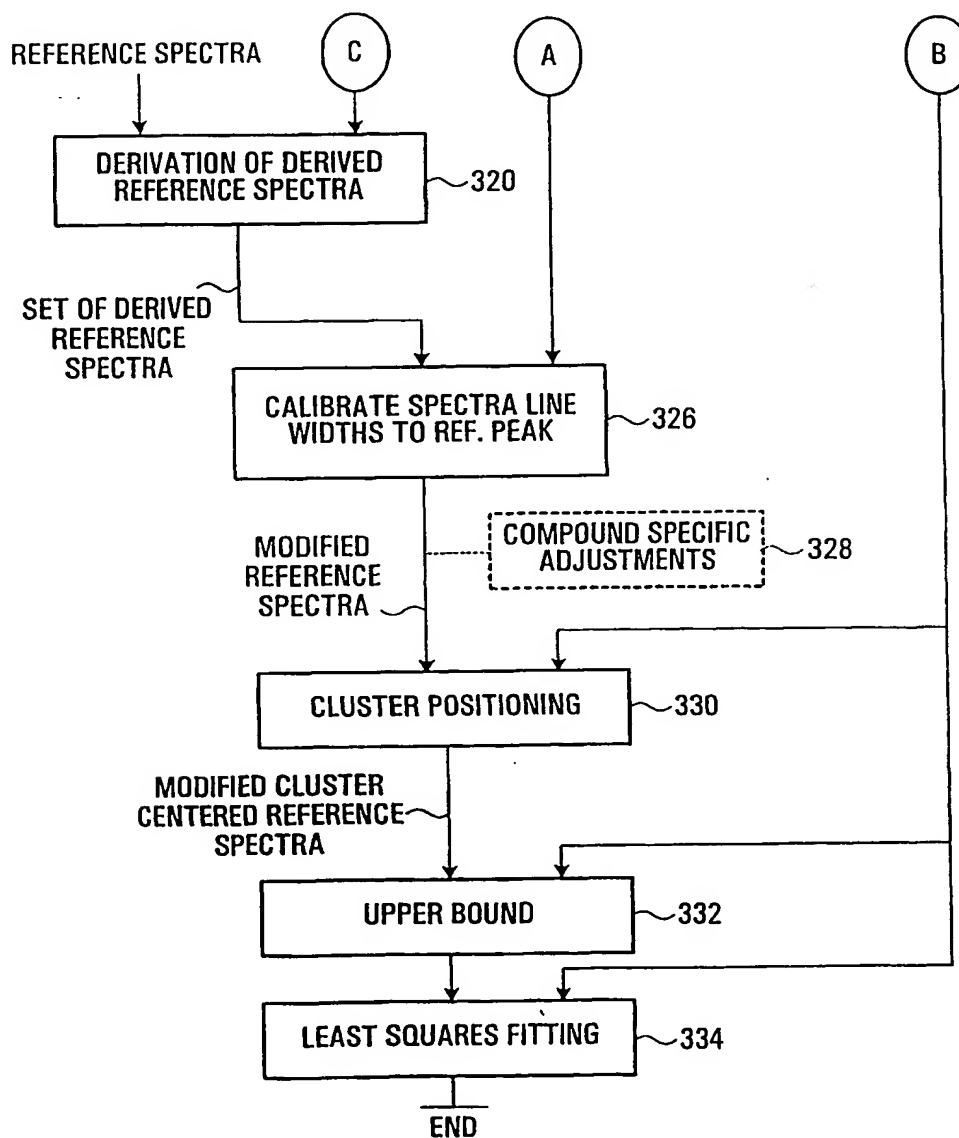 REFERENCE SPECTRA
C
A
B
DERIVATION OF DERIVED
REFERENCE SPECTRA
320
SET OF DERIVED
REFERENCE
SPECTRA
CALIBRATE SPECTRA LINE
WIDTHS TO REF. PEAK
326
MODIFIED
REFERENCE
SPECTRA
COMPOUND SPECIFIC
ADJUSTMENTS
328
CLUSTER POSITIONING
330
MODIFIED CLUSTER
CENTERED REFERENCE
SPECTRA
UPPER BOUND
332
LEAST SQUARES FITTING
334
END